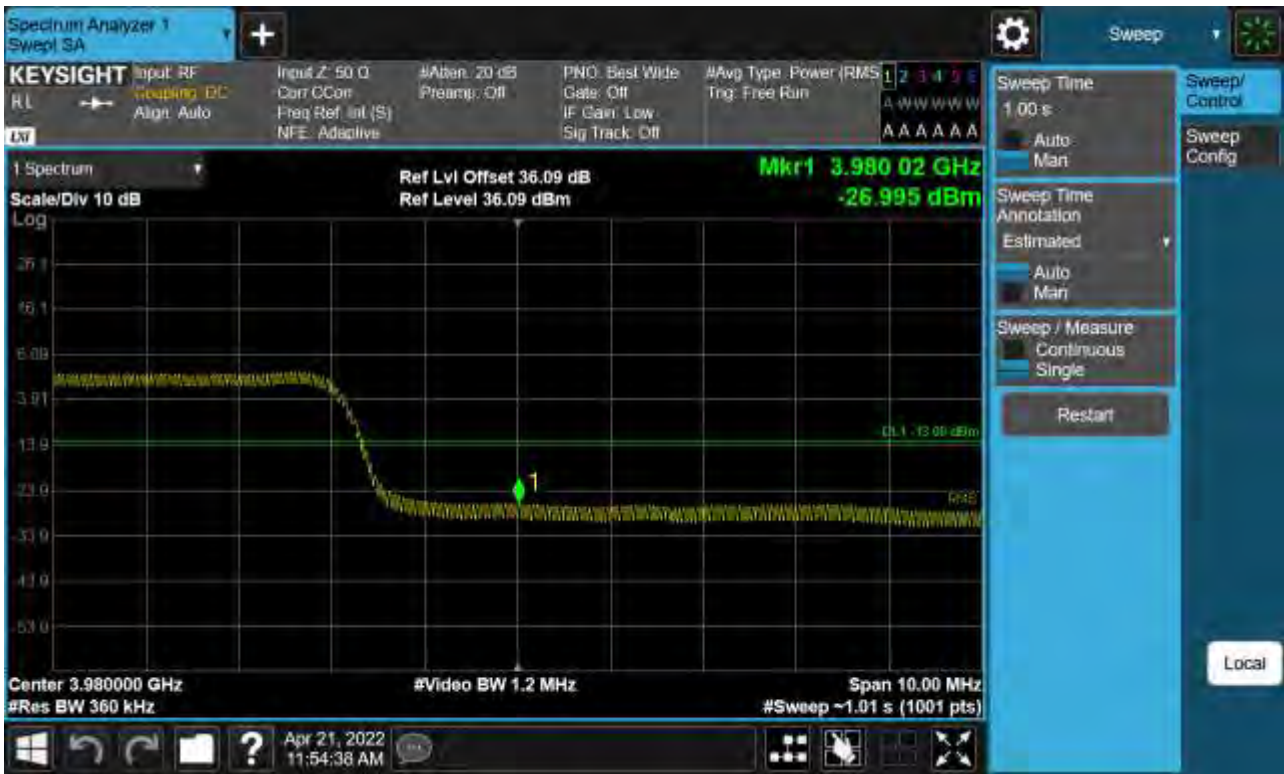 Spectrum Analyzer 1
Swept SA
Sweep
KEYSIGHT
Input: RF
Coupling: DC
Align: Auto
RL
LXI
Input Z: 50 Ω
Corr CCorr
Freq Ref: Int (S)
NFE: Adaptive
#Atten: 20 dB
Preamp: Off
PNO: Best Wide
Gate: Off
IF Gain: Low
Sig Track: Off
#Avg Type: Power (RMS
Trig: Free Run
1 2 3 4 5 6
A W W W W W
A A A A A A
1 Spectrum
Scale/Div 10 dB
Log
Ref Lvl Offset 36.09 dB
Ref Level 36.09 dBm
Mkr1 3.980 02 GHz
-26.995 dBm
26.1
16.1
6.09
-3.91
-13.9
-23.9
-33.9
-43.9
-53.9
DL1 -13.00 dBm
1
RMS
Center 3.980000 GHz
#Res BW 360 kHz
#Video BW 1.2 MHz
Span 10.00 MHz
#Sweep ~1.01 s (1001 pts)
Sweep Time
1.00 s
Auto
Man
Sweep Time
Annotation
Estimated
Auto
Man
Sweep / Measure
Continuous
Single
Restart
Sweep/
Control
Sweep
Config
Local
?
Apr 21, 2022
11:54:38 AM